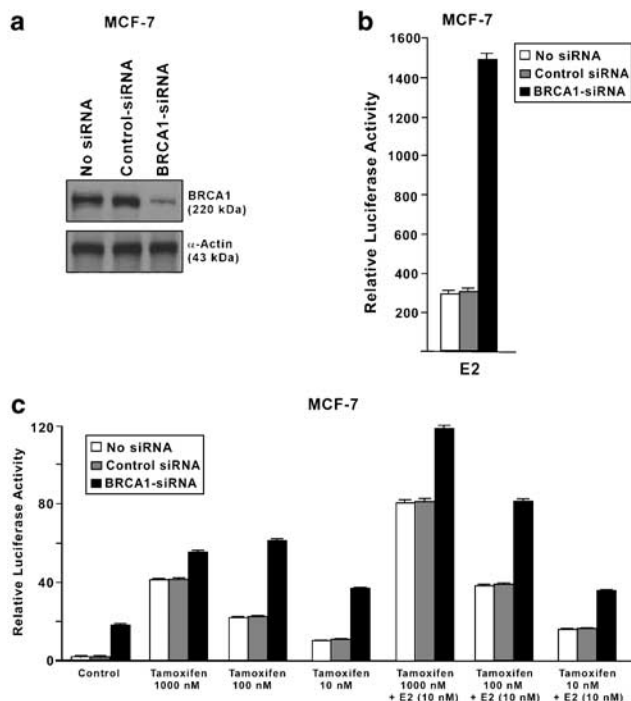 a
MCF-7
No siRNA
Control-siRNA
BRCA1-siRNA
BRCA1
(220 kDa)
α-Actin
(43 kDa)
b
MCF-7
Relative Luciferase Activity
1600
1400
1200
1000
800
600
400
200
No siRNA
Control siRNA
BRCA1-siRNA
E2
c
MCF-7
Relative Luciferase Activity
120
80
40
0
No siRNA
Control siRNA
BRCA1-siRNA
Control
Tamoxifen
1000 nM
Tamoxifen
100 nM
Tamoxifen
10 nM
Tamoxifen
1000 nM
+ E2 (10 nM)
Tamoxifen
100 nM
+ E2 (10 nM)
Tamoxifen
10 nM
+ E2 (10 nM)